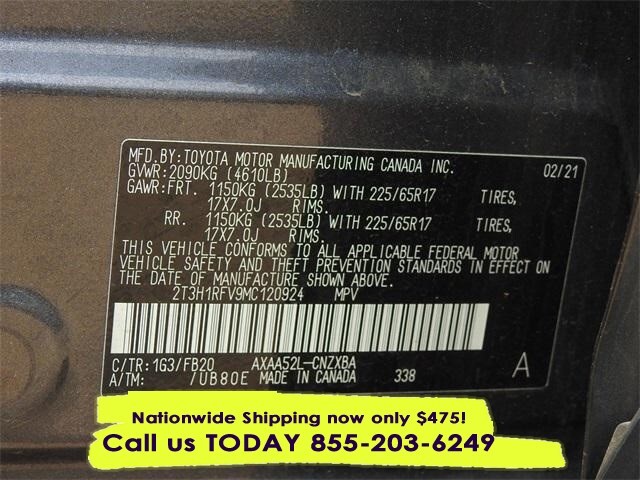 MFD.BY:TOYOTA MOTOR MANUFACTURING CANADA INC. 02/21
GVWR:2090KG (4610LB)
GAWR:FRT. 1150KG (2535LB) WITH 225/65R17 TIRES,
17X7.0J RIMS.
RR. 1150KG (2535LB) WITH 225/65R17 TIRES,
17X7.0J RIMS.
THIS VEHICLE CONFORMS TO ALL APPLICABLE FEDERAL MOTOR
VEHICLE SAFETY AND THEFT PREVENTION STANDARDS IN EFFECT ON
THE DATE OF MANUFACTURE SHOWN ABOVE.
2T3H1RFV9MC120924 MPV
C/TR:1G3/FB20 AXAA52L-CNZXBA A
A/TM: /UB80E MADE IN CANADA 338
Nationwide Shipping now only $475!
Call us TODAY 855-203-6249